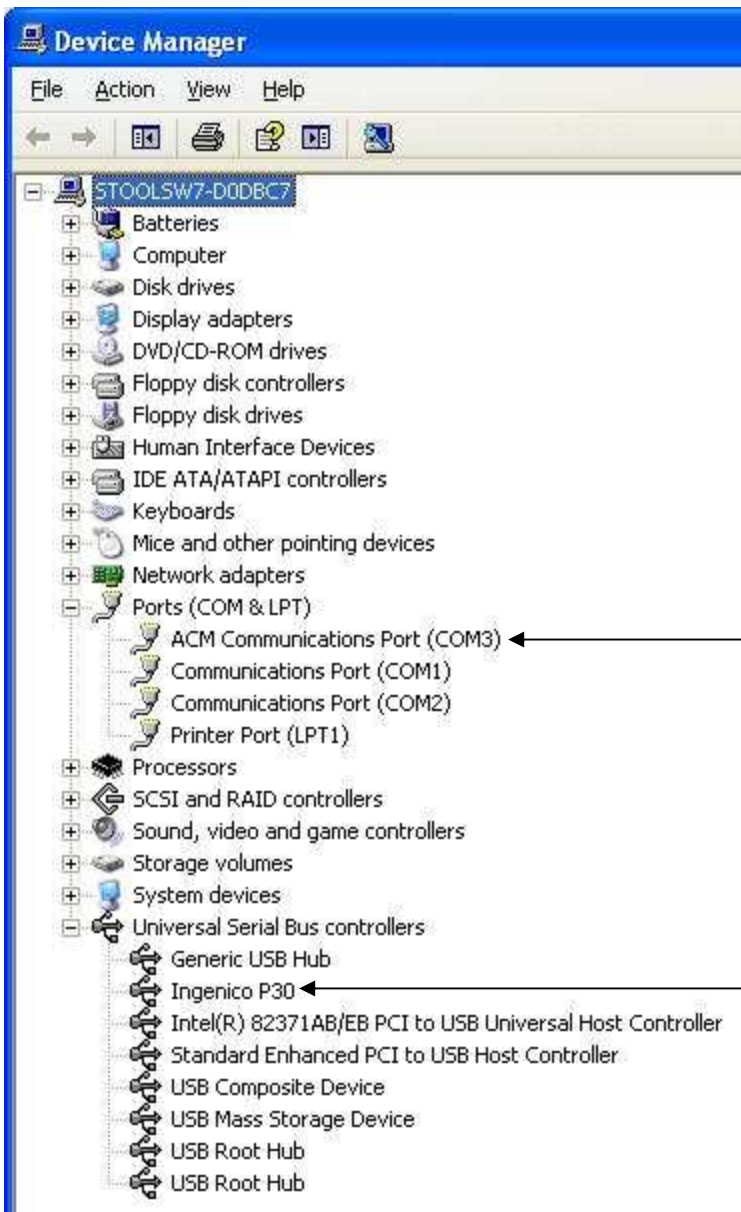 Device Manager
File Action View Help
STOOLSW7-D0DBC7
Batteries
Computer
Disk drives
Display adapters
DVD/CD-ROM drives
Floppy disk controllers
Floppy disk drives
Human Interface Devices
IDE ATA/ATAPI controllers
Keyboards
Mice and other pointing devices
Network adapters
Ports (COM & LPT)
ACM Communications Port (COM3)
Communications Port (COM1)
Communications Port (COM2)
Printer Port (LPT1)
Processors
SCSI and RAID controllers
Sound, video and game controllers
Storage volumes
System devices
Universal Serial Bus controllers
Generic USB Hub
Ingenico P30
Intel(R) 82371AB/EB PCI to USB Universal Host Controller
Standard Enhanced PCI to USB Host Controller
USB Composite Device
USB Mass Storage Device
USB Root Hub
USB Root Hub